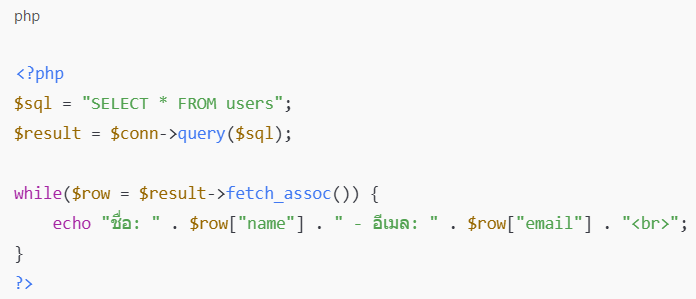 php
<?php
$sql = "SELECT * FROM users";
$result = $conn->query($sql);
while($row = $result->fetch_assoc()) {
    echo "ชื่อ: " . $row["name"] . " - อีเมล: " . $row["email"] . "<br>";
}
?>